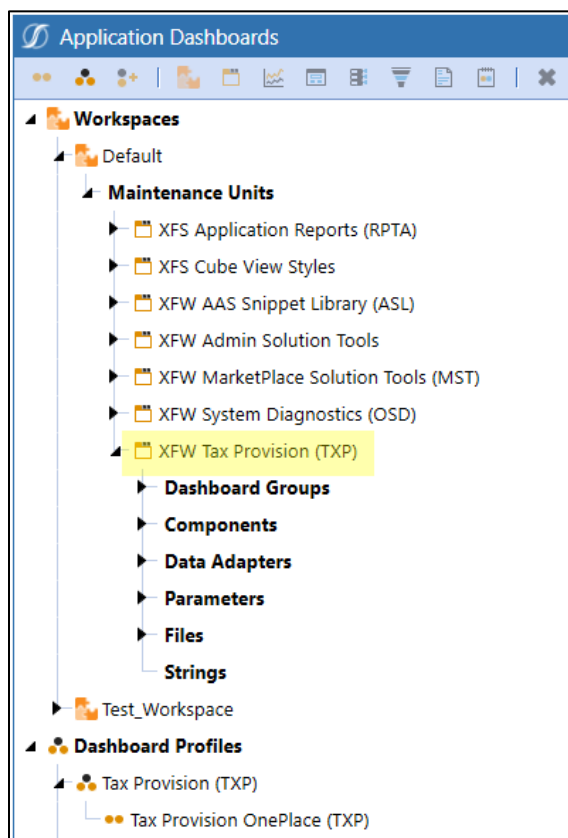 Application Dashboards
Workspaces
Default
Maintenance Units
XFS Application Reports (RPTA)
XFS Cube View Styles
XFW AAS Snippet Library (ASL)
XFW Admin Solution Tools
XFW MarketPlace Solution Tools (MST)
XFW System Diagnostics (OSD)
XFW Tax Provision (TXP)
Dashboard Groups
Components
Data Adapters
Parameters
Files
Strings
Test_Workspace
Dashboard Profiles
Tax Provision (TXP)
Tax Provision OnePlace (TXP)